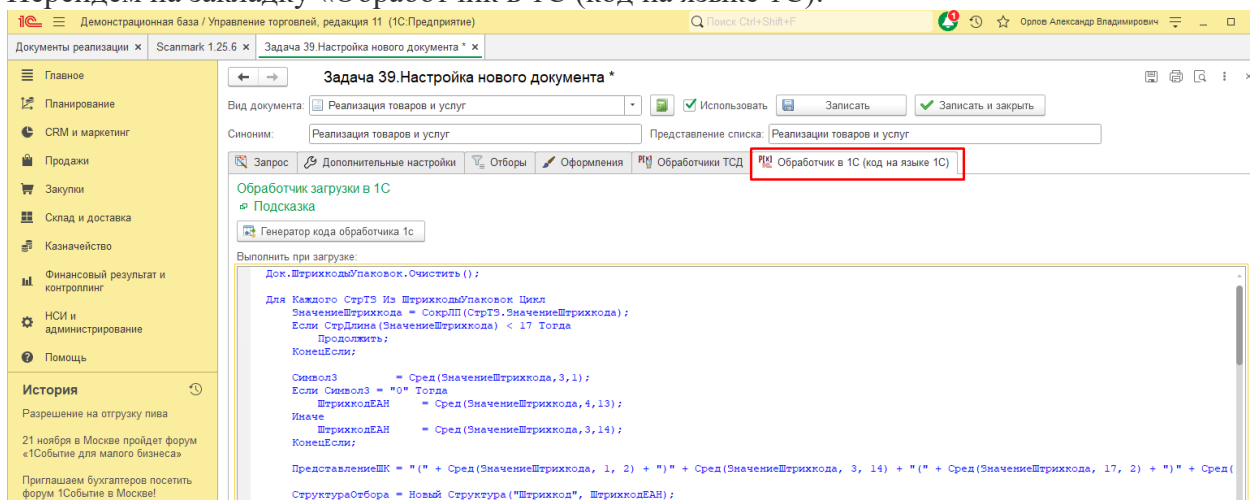 Перейдем на закладку «Обработчик в 1С (код на языке 1С).
Демонстрационная база / Управление торговлей, редакция 11 (1С:Предприятие)
Поиск Ctrl+Shift+F
Орлов Александр Владимирович
Документы реализации × Scanmark 1.25.6 × Задача 39.Настройка нового документа * ×
Главное
Планирование
CRM и маркетинг
Продажи
Закупки
Склад и доставка
Казначейство
Финансовый результат и
контроллинг
НСИ и
администрирование
Помощь
История
Разрешение на отгрузку пива
21 ноября в Москве пройдет форум
«1Событие для малого бизнеса»
Приглашаем бухгалтеров посетить
форум 1Событие в Москве!
Задача 39.Настройка нового документа *
Вид документа: Реализация товаров и услуг Использовать Записать Записать и закрыть
Синоним: Реализация товаров и услуг Представление списка: Реализации товаров и услуг
Запрос Дополнительные настройки Отборы Оформления Обработчики ТСД Обработчик в 1С (код на языке 1С)
Обработчик загрузки в 1С
Подсказка
Генератор кода обработчика 1с
Выполнить при загрузке:
Док.ШтрихкодыУпаковок.Очистить();
Для Каждого СтрТЗ Из ШтрихкодыУпаковок Цикл
ЗначениеШтрихкода = СокрЛП(СтрТЗ.ЗначениеШтрихкода);
Если СтрДлина(ЗначениеШтрихкода) < 17 Тогда
Продолжить;
КонецЕсли;
Символ3 = Сред(ЗначениеШтрихкода,3,1);
Если Символ3 = "0" Тогда
ШтрихкодЕАН = Сред(ЗначениеШтрихкода,4,13);
Иначе
ШтрихкодЕАН = Сред(ЗначениеШтрихкода,3,14);
КонецЕсли;
ПредставлениеШК = "(" + Сред(ЗначениеШтрихкода, 1, 2) + ")" + Сред(ЗначениеШтрихкода, 3, 14) + "(" + Сред(ЗначениеШтрихкода, 17, 2) + ")" + Сред(
СтруктураОтбора = Новый Структура("Штрихкод", ШтрихкодЕАН);